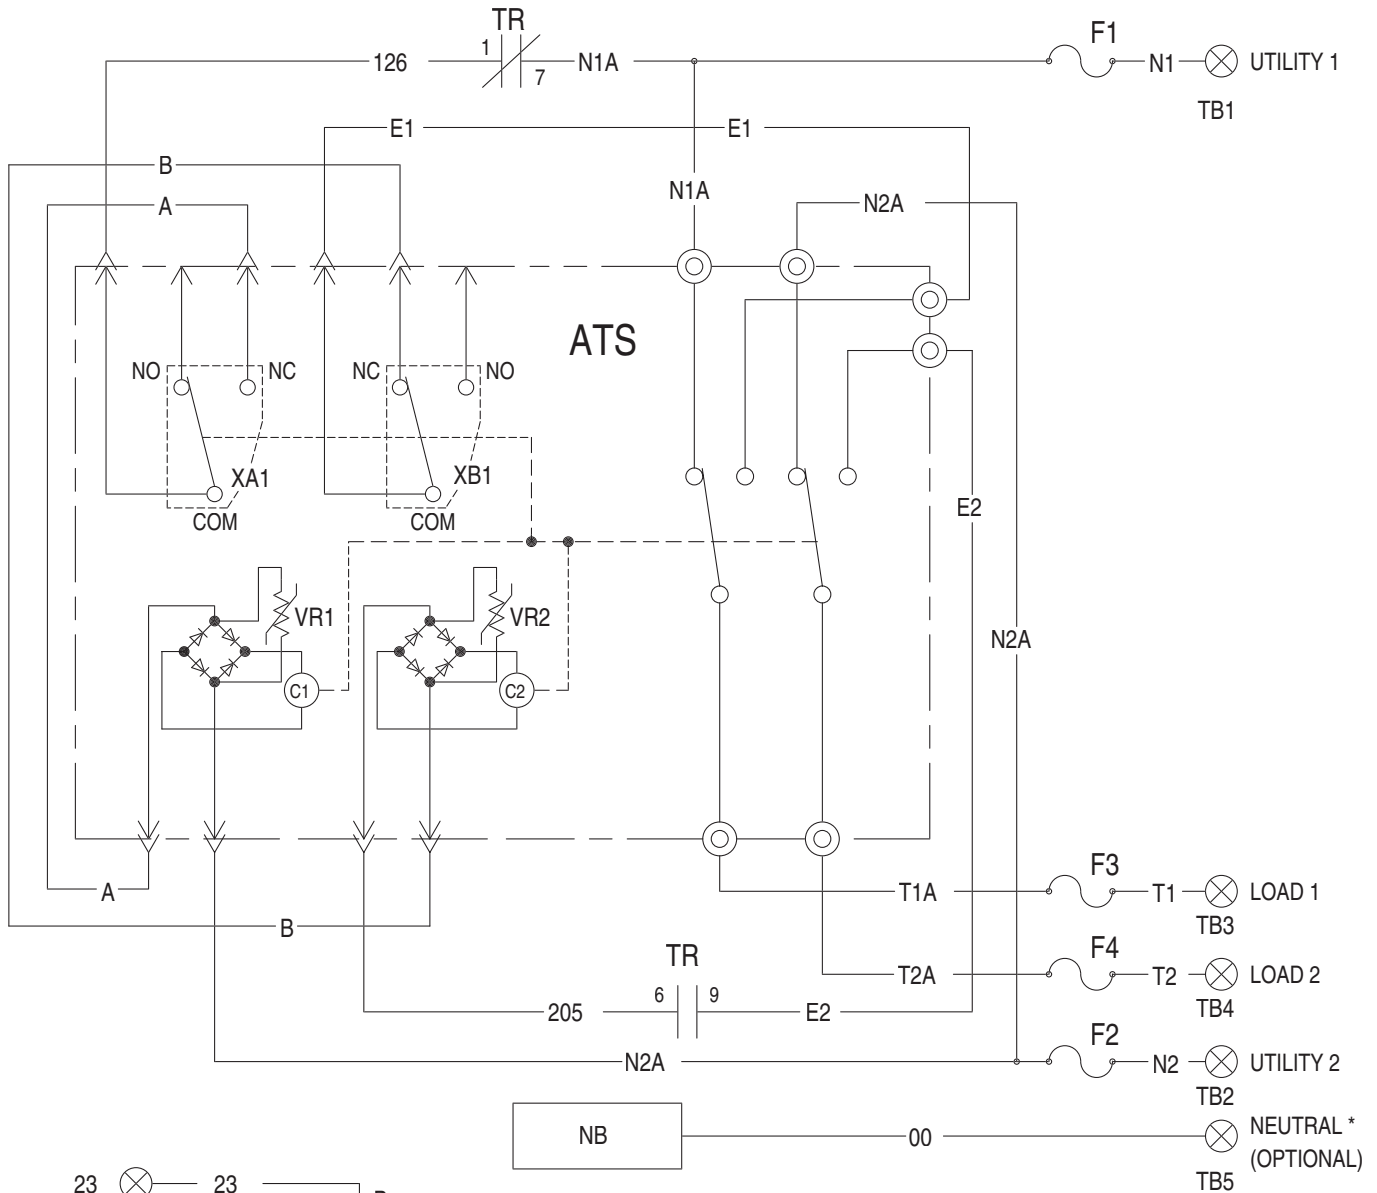 TR
F1
1
126
7
N1A
N1
UTILITY 1
TB1
E1
E1
B
N1A
A
N2A
ATS
NO
NC
NC
NO
XA1
XB1
COM
COM
E2
VR1
VR2
N2A
C1
C2
F3
A
T1A
T1
LOAD 1
TB3
B
F4
TR
T2A
T2
LOAD 2
6
9
205
E2
TB4
F2
N2A
N2
UTILITY 2
TB2
NB
00
NEUTRAL *
(OPTIONAL)
TB5
23
23